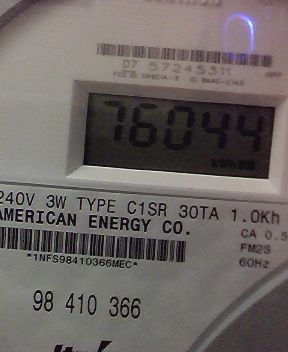 07 57245311
76044
kWh
240V 3W TYPE C1SR 30TA 1.0Kh
AMERICAN ENERGY CO.
CA 0.5
FM2S
60Hz
*1NFS98410366MEC*
98 410 366